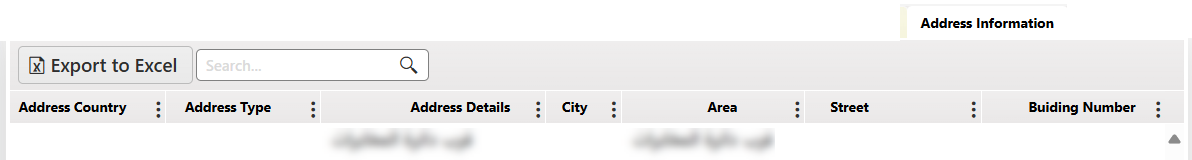 Address Information
Export to Excel Search...
Address Country Address Type Address Details City Area Street Buiding Number